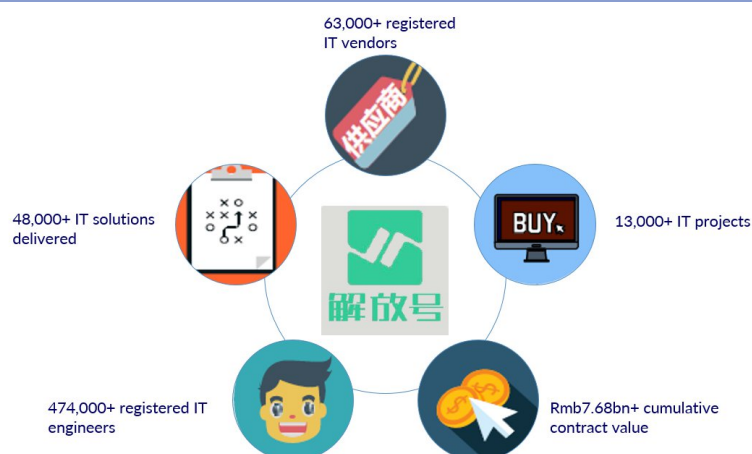 63,000+ registered
IT vendors
供应商
48,000+ IT solutions
delivered
BUY
13,000+ IT projects
解放号
474,000+ registered IT
engineers
Rmb7.68bn+ cumulative
contract value